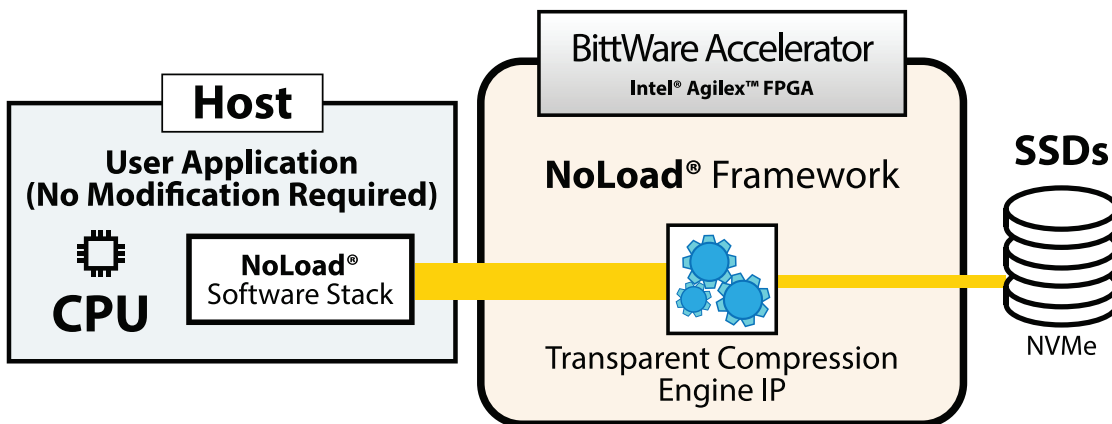 Host
User Application
(No Modification Required)
CPU
NoLoad®
Software Stack
BittWare Accelerator
Intel® Agilex™ FPGA
NoLoad® Framework
Transparent Compression
Engine IP
SSDs
NVMe